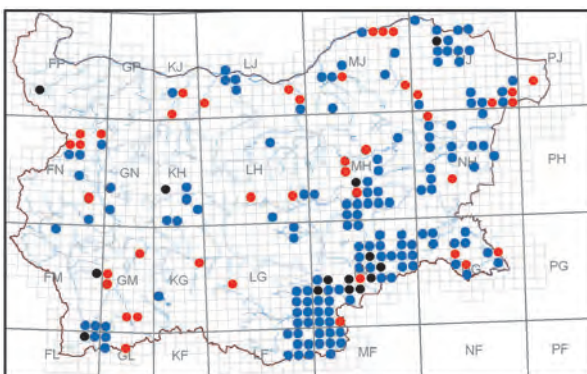 FP GP KJ LJ MJ NJ PJ
FN GN KH LH MH NH PH
FM GM KG LG PG
FL GL KF LF MF NF PF